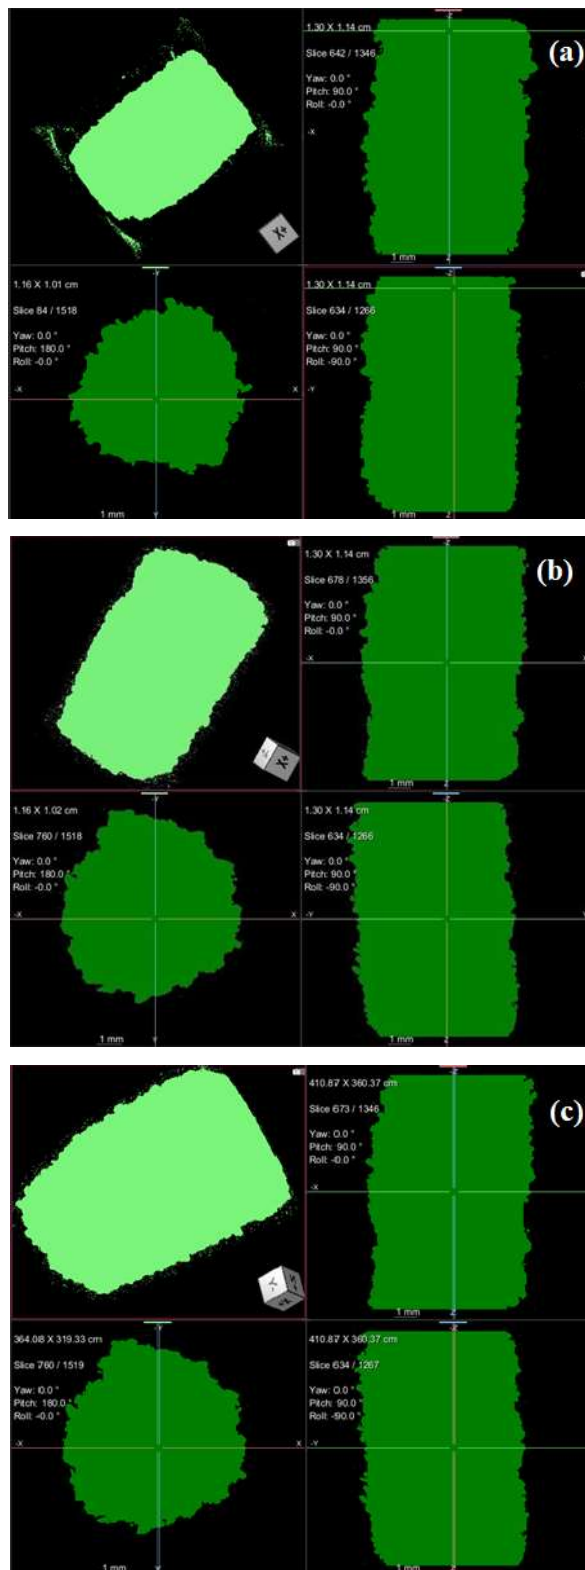 1.30 X 1.14 cm
(a)
Slice 642 / 1346
Yaw: 0.0 °
Pitch: 90.0 °
Roll: -0.0 °
-X
X+
1 mm
Z
1.16 X 1.01 cm
-Y
Slice 84 / 1518
Yaw: 0.0 °
Pitch: 180.0 °
Roll: -0.0 °
-X
X
1 mm
Y
1.30 X 1.14 cm
-Z
Slice 634 / 1266
Yaw: 0.0 °
Pitch: 90.0 °
Roll: -90.0 °
-Y
1 mm
Z
1.30 X 1.14 cm
-Z
(b)
Slice 678 / 1356
Yaw: 0.0 °
Pitch: 90.0 °
Roll: -0.0 °
-X
X+
1 mm
Z
1.16 X 1.02 cm
-Y
Slice 760 / 1518
Yaw: 0.0 °
Pitch: 180.0 °
Roll: -0.0 °
-X
X
1 mm
Y
1.30 X 1.14 cm
-Z
Slice 634 / 1266
Yaw: 0.0 °
Pitch: 90.0 °
Roll: -90.0 °
-Y
1 mm
Z
410.87 X 360.37 cm
-Z
(c)
Slice 673 / 1346
Yaw: 0.0 °
Pitch: 90.0 °
Roll: -0.0 °
-X
-Y
1 mm
Z
364.08 X 319.33 cm
-Y
Slice 760 / 1519
Yaw: 0.0 °
Pitch: 180.0 °
Roll: -0.0 °
-X
X
1 mm
Y
410.87 X 360.37 cm
-Z
Slice 634 / 1267
Yaw: 0.0 °
Pitch: 90.0 °
Roll: -90.0 °
-Y
1 mm
Z